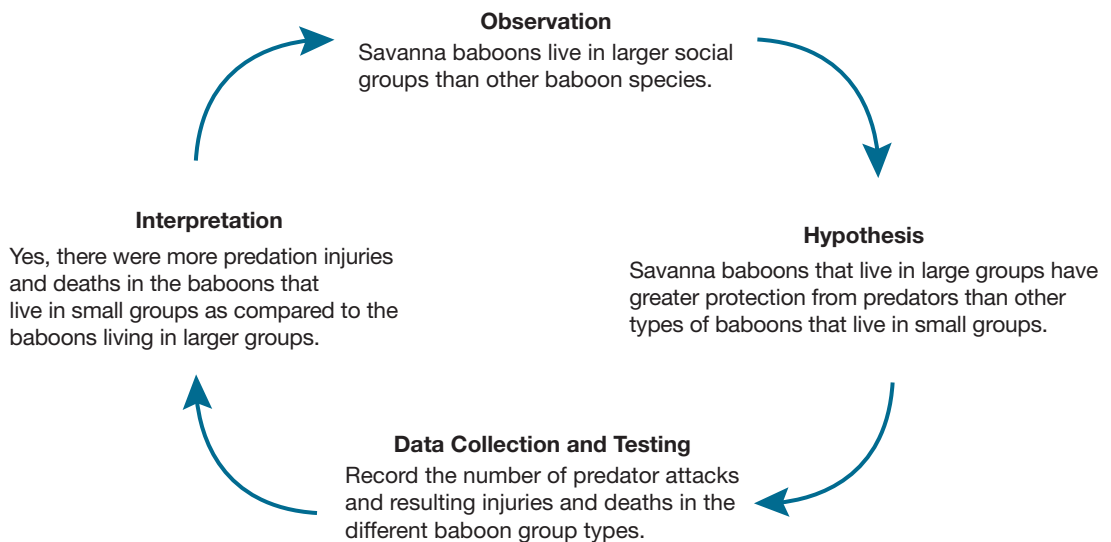 Observation
Savanna baboons live in larger social
groups than other baboon species.
Hypothesis
Savanna baboons that live in large groups have
greater protection from predators than other
types of baboons that live in small groups.
Data Collection and Testing
Record the number of predator attacks
and resulting injuries and deaths in the
different baboon group types.
Interpretation
Yes, there were more predation injuries
and deaths in the baboons that
live in small groups as compared to the
baboons living in larger groups.